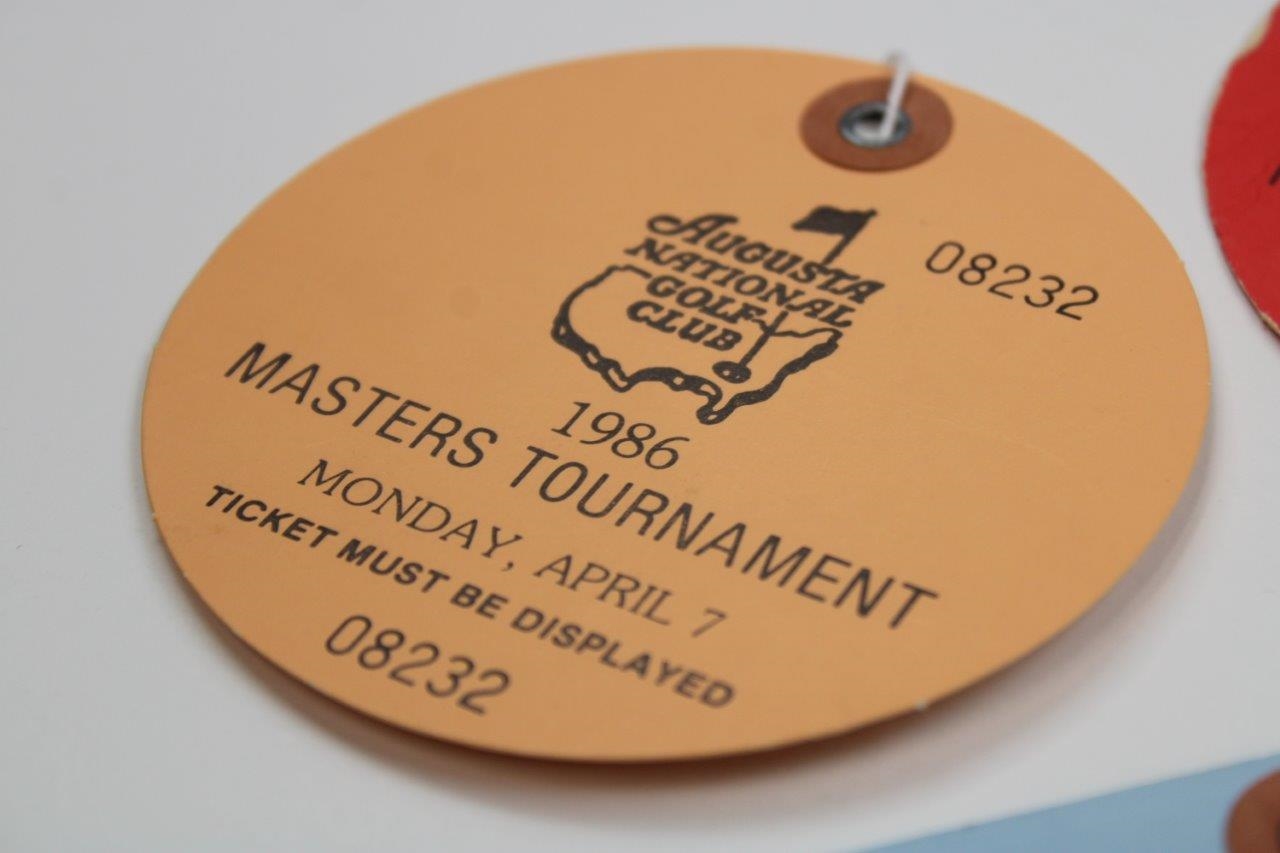 Augusta
NATIONAL
GOLF
CLUB
08232
1986
MASTERS TOURNAMENT
MONDAY, APRIL 7
TICKET MUST BE DISPLAYED
08232